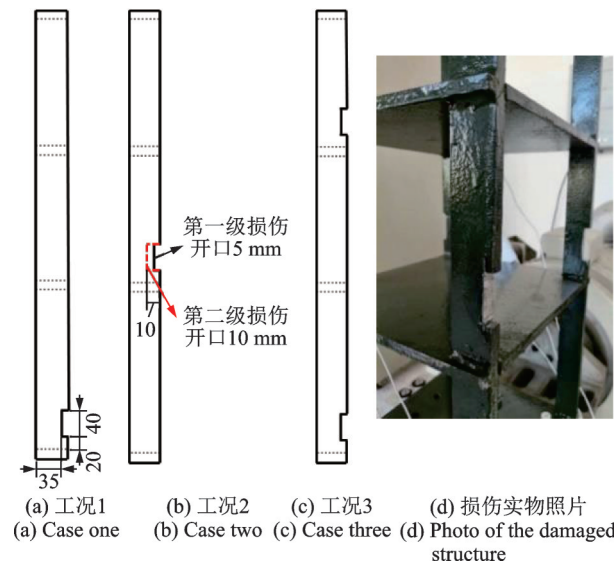 第一级损伤
开口5 mm
第二级损伤
开口10 mm
10
40
20
35
(a) 工况1
(a) Case one
(b) 工况2
(b) Case two
(c) 工况3
(c) Case three
(d) 损伤实物照片
(d) Photo of the damaged
structure